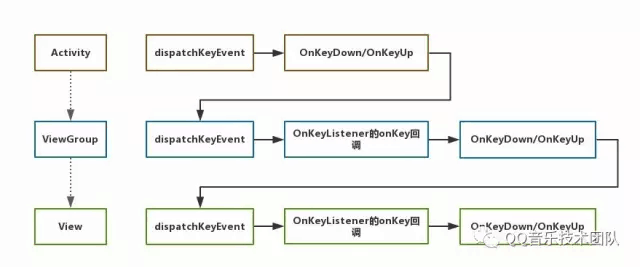 Activity
dispatchKeyEvent
OnKeyDown/OnKeyUp
ViewGroup
dispatchKeyEvent
OnKeyListener的onKey回
调
OnKeyDown/OnKeyUp
View
dispatchKeyEvent
OnKeyListener的onKey回
调
OnKeyDown/OnKeyUp
QQ音乐技术团队